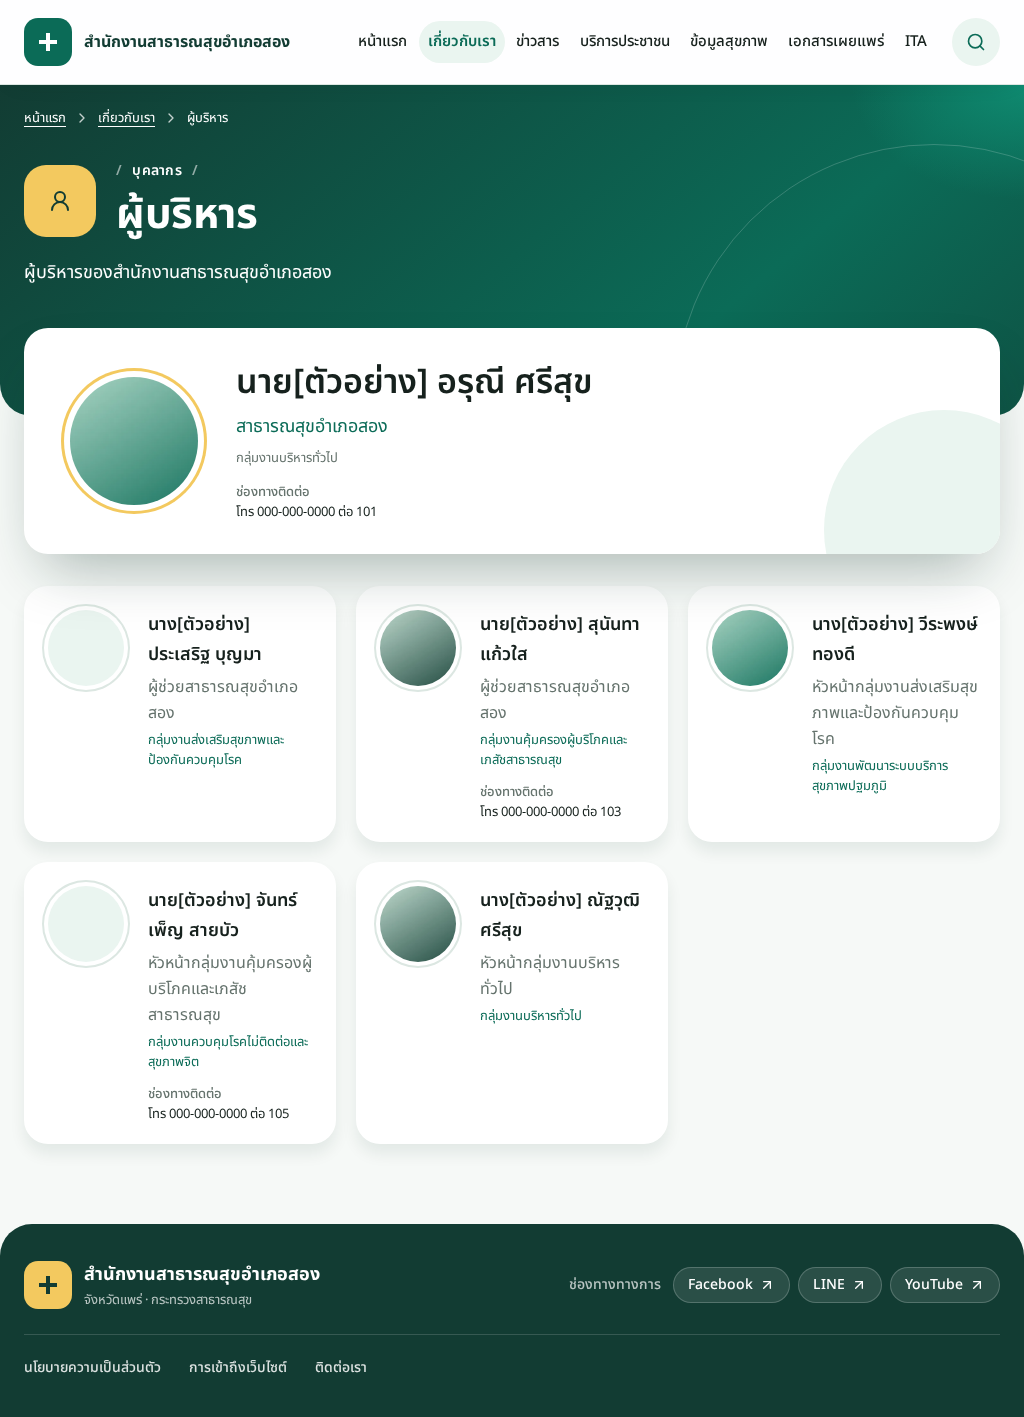 สำนักงานสาธารณสุขอำเภอสอง
หน้าแรก
เกี่ยวกับเรา
ข่าวสาร
บริการประชาชน
ข้อมูลสุขภาพ
เอกสารเผยแพร่
ITA
หน้าแรก > เกี่ยวกับเรา > ผู้บริหาร
/ บุคลากร /
ผู้บริหาร
ผู้บริหารของสำนักงานสาธารณสุขอำเภอสอง
นาย[ตัวอย่าง] อรุณี ศรีสุข
สาธารณสุขอำเภอสอง
กลุ่มงานบริหารทั่วไป
ช่องทางติดต่อ
โทร 000-000-0000 ต่อ 101
นาง[ตัวอย่าง]
ประเสริฐ บุญมา
ผู้ช่วยสาธารณสุขอำเภอ
สอง
กลุ่มงานส่งเสริมสุขภาพและ
ป้องกันควบคุมโรค
นาย[ตัวอย่าง] สุนันทา
แก้วใส
ผู้ช่วยสาธารณสุขอำเภอ
สอง
กลุ่มงานคุ้มครองผู้บริโภคและ
เภสัชสาธารณสุข
ช่องทางติดต่อ
โทร 000-000-0000 ต่อ 103
นาง[ตัวอย่าง] วีระพงษ์
ทองดี
หัวหน้ากลุ่มงานส่งเสริมสุข
ภาพและป้องกันควบคุม
โรค
กลุ่มงานพัฒนาระบบบริการ
สุขภาพปฐมภูมิ
นาย[ตัวอย่าง] จันทร์
เพ็ญ สายบัว
หัวหน้ากลุ่มงานคุ้มครองผู้
บริโภคและเภสัช
สาธารณสุข
กลุ่มงานควบคุมโรคไม่ติดต่อและ
สุขภาพจิต
ช่องทางติดต่อ
โทร 000-000-0000 ต่อ 105
นาง[ตัวอย่าง] ณัฐวุฒิ
ศรีสุข
หัวหน้ากลุ่มงานบริหาร
ทั่วไป
กลุ่มงานบริหารทั่วไป
สำนักงานสาธารณสุขอำเภอสอง
จังหวัดแพร่ · กระทรวงสาธารณสุข
ช่องทางทางการ
Facebook
LINE
YouTube
นโยบายความเป็นส่วนตัว
การเข้าถึงเว็บไซต์
ติดต่อเรา